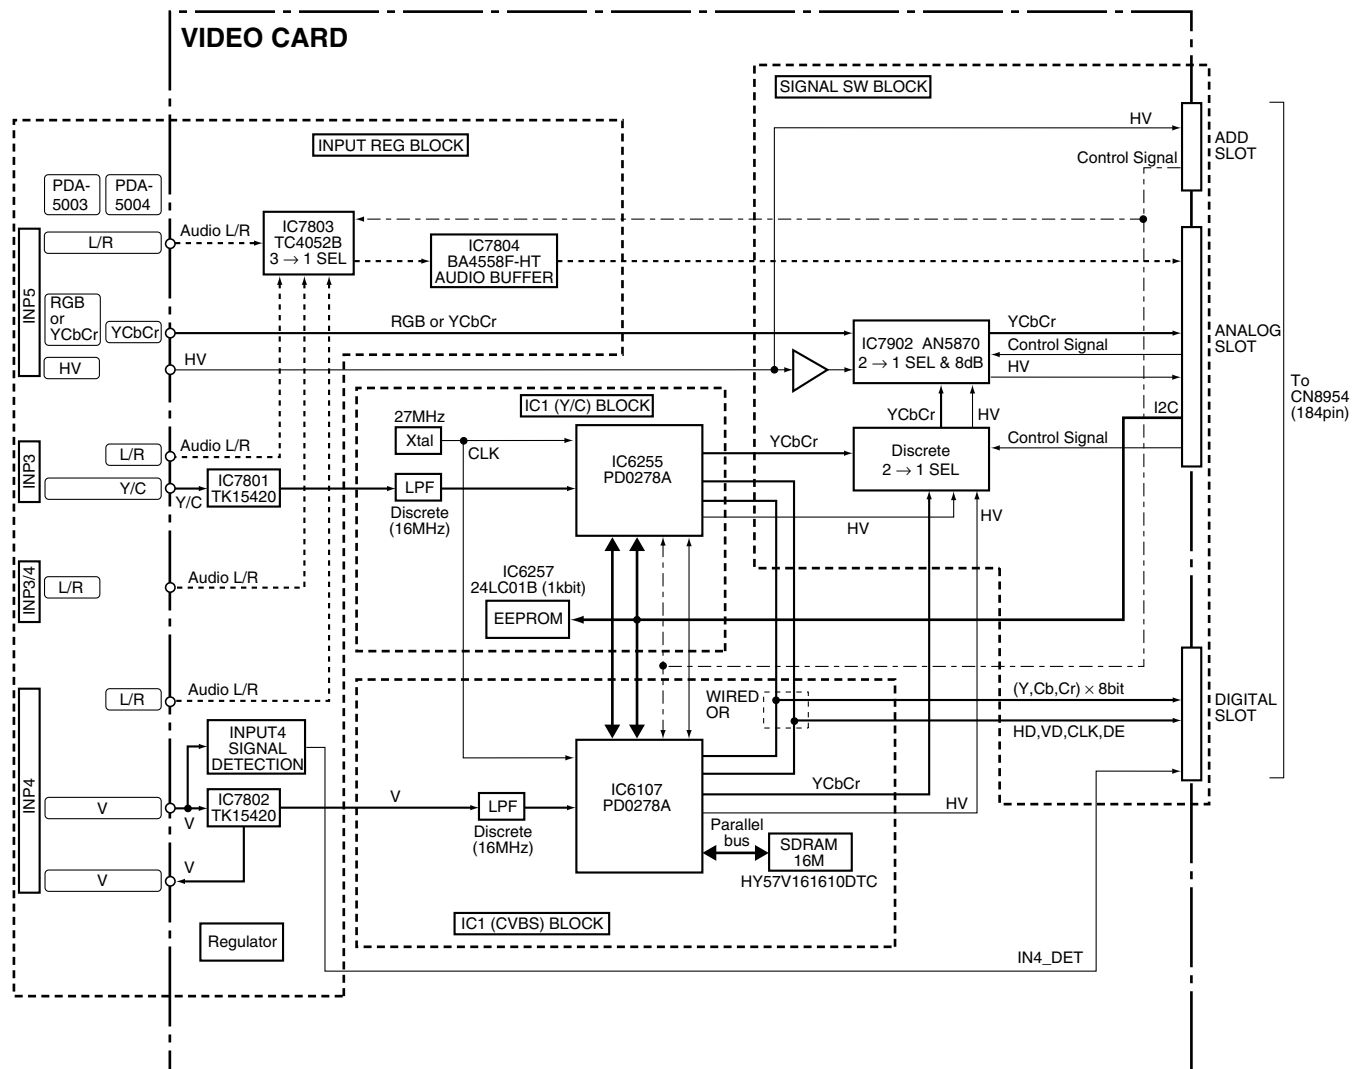 VIDEO CARD
SIGNAL SW BLOCK
INPUT REG BLOCK
HV
ADD
SLOT
Control Signal
PDA-
5003
PDA-
5004
INP5
L/R
Audio L/R
IC7803
TC4052B
3 → 1 SEL
IC7804
BA4558F-HT
AUDIO BUFFER
RGB
or
YCbCr
YCbCr
RGB or YCbCr
IC7902 AN5870
2 → 1 SEL & 8dB
YCbCr
Control Signal
HV
ANALOG
SLOT
HV
HV
To
CN8954
(184pin)
IC1 (Y/C) BLOCK
YCbCr
HV
I2C
27MHz
Xtal
CLK
IC6255
PD0278A
YCbCr
Discrete
2 → 1 SEL
Control Signal
INP3
L/R
Audio L/R
Y/C
Y/C
IC7801
TK15420
LPF
Discrete
(16MHz)
HV
HV
INP3/4
L/R
Audio L/R
IC6257
24LC01B (1kbit)
EEPROM
INP4
L/R
Audio L/R
WIRED
OR
(Y,Cb,Cr) × 8bit
HD,VD,CLK,DE
DIGITAL
SLOT
INPUT4
SIGNAL
DETECTION
V
V
IC7802
TK15420
V
LPF
Discrete
(16MHz)
IC6107
PD0278A
YCbCr
HV
Parallel
bus
SDRAM
16M
HY57V161610DTC
V
V
IC1 (CVBS) BLOCK
Regulator
IN4_DET